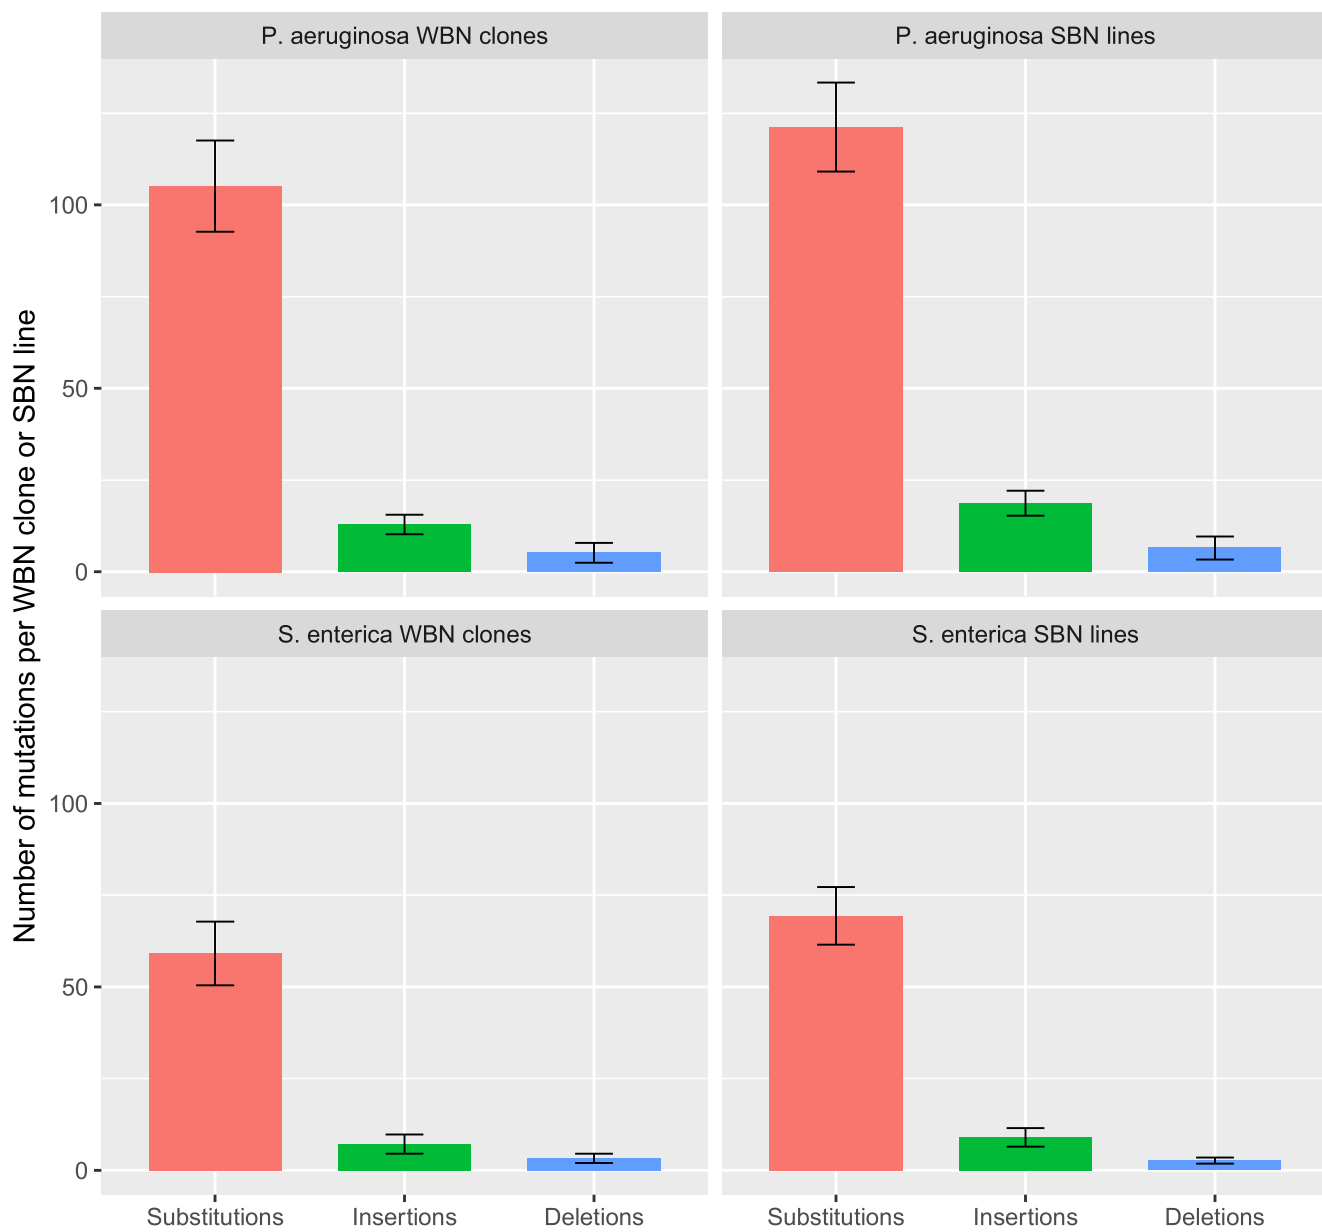 P. aeruginosa WBN clones
P. aeruginosa SBN lines
Number of mutations per WBN clone or SBN line
100
50
0
S. enterica WBN clones
S. enterica SBN lines
100
50
0
Substitutions
Insertions
Deletions
Substitutions
Insertions
Deletions